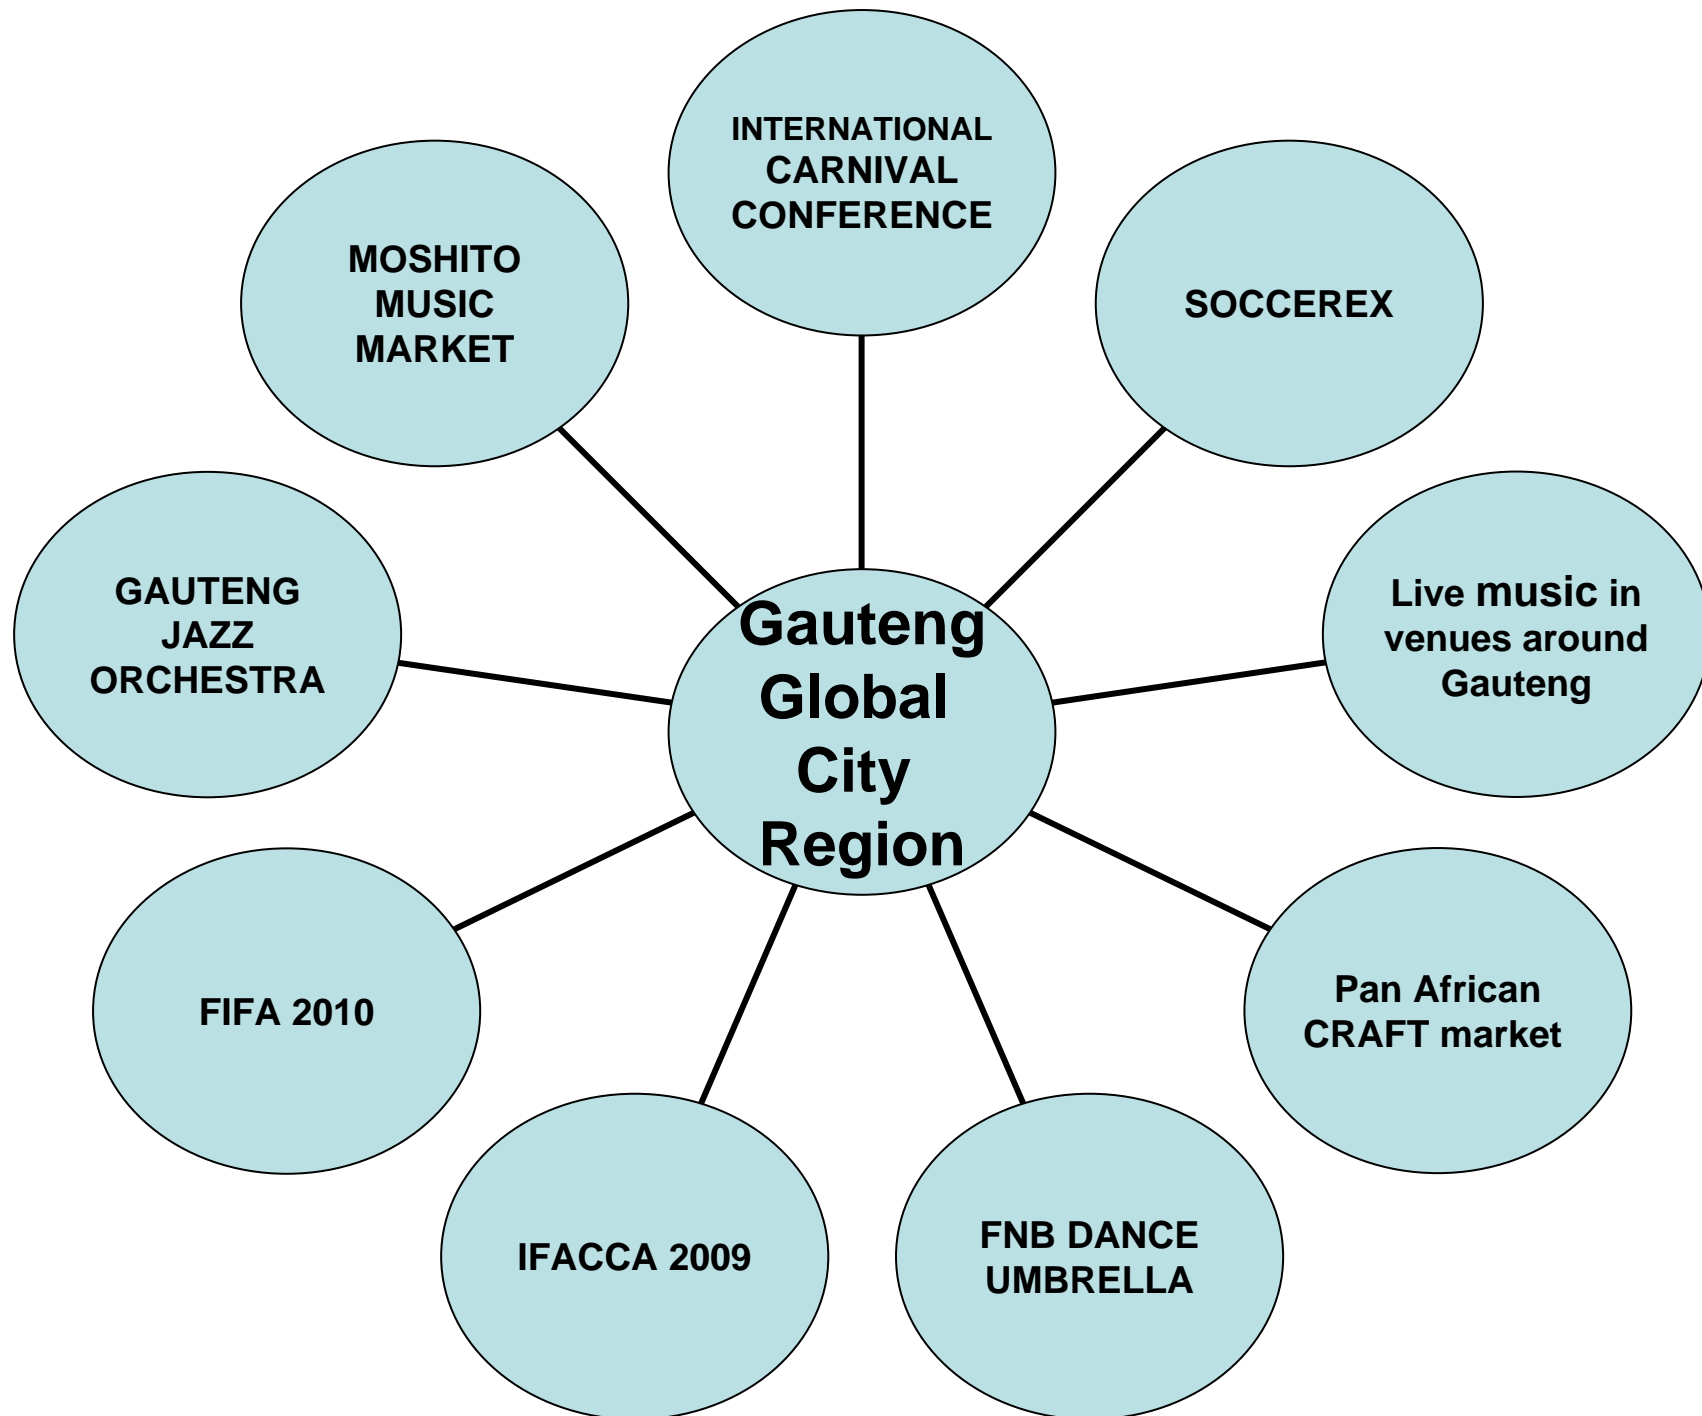 INTERNATIONAL
CARNIVAL
CONFERENCE
MOSHITO
MUSIC
MARKET
SOCCEREX
GAUTENG
JAZZ
ORCHESTRA
Live music in
venues around
Gauteng
Gauteng
Global
City
Region
FIFA 2010
Pan African
CRAFT market
IFACCA 2009
FNB DANCE
UMBRELLA